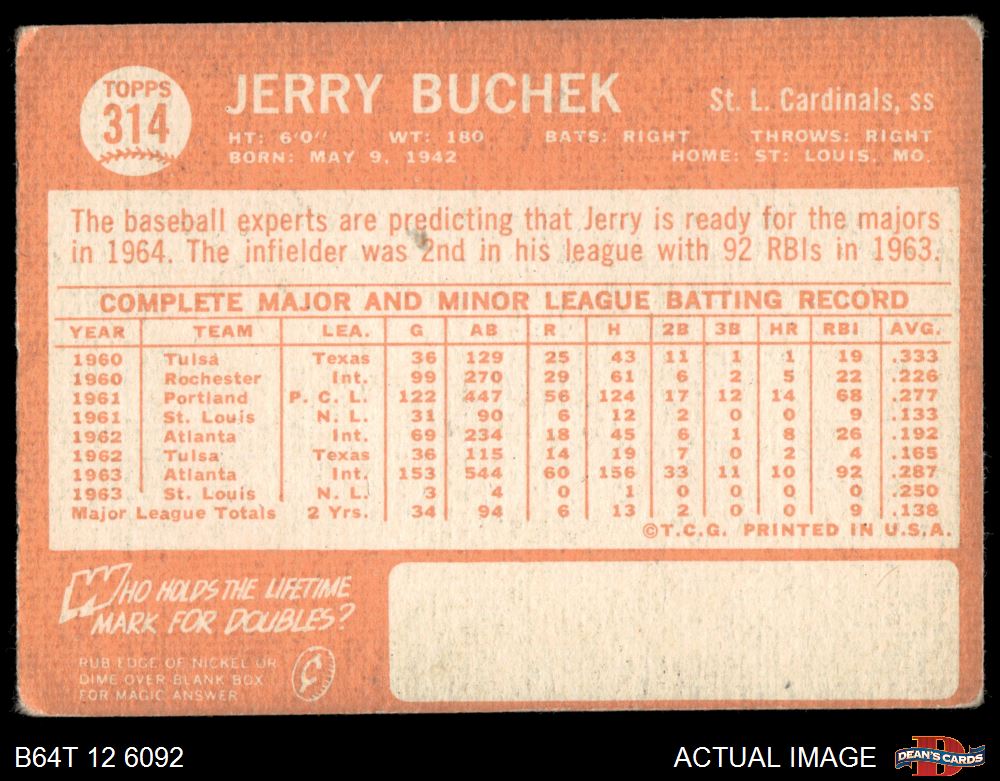 TOPPS
314
JERRY BUCHEK
St. L. Cardinals, ss
HT: 6'0" WT: 180 BATS: RIGHT THROWS: RIGHT
BORN: MAY 9, 1942 HOME: ST: LOUIS, MO.
The baseball experts are predicting that Jerry is ready for the majors
in 1964. The infielder was 2nd in his league with 92 RBIs in 1963.
COMPLETE MAJOR AND MINOR LEAGUE BATTING RECORD
YEAR TEAM LEA. G AB R H 2B 3B HR RBI AVG.
1960 Tulsa Texas 36 129 25 43 11 1 1 19 .333
1960 Rochester Int. 99 270 29 61 6 2 5 22 .226
1961 Portland P. C. L. 122 447 56 124 17 12 14 68 .277
1961 St. Louis N. L. 31 90 6 12 2 0 0 9 .133
1962 Atlanta Int. 69 234 18 45 6 1 8 26 .192
1962 Tulsa Texas 36 115 14 19 7 0 2 4 .165
1963 Atlanta Int. 153 544 60 156 33 11 10 92 .287
1963 St. Louis N. L. 3 4 0 1 0 0 0 0 .250
Major League Totals 2 Yrs. 34 94 6 13 2 0 0 9 .138
©T.C.G. PRINTED IN U.S.A.
WHO HOLDS THE LIFETIME
MARK FOR DOUBLES?
RUB EDGE OF NICKEL OR
DIME OVER BLANK BOX
FOR MAGIC ANSWER
B64T 12 6092
ACTUAL IMAGE
DEAN'S CARDS